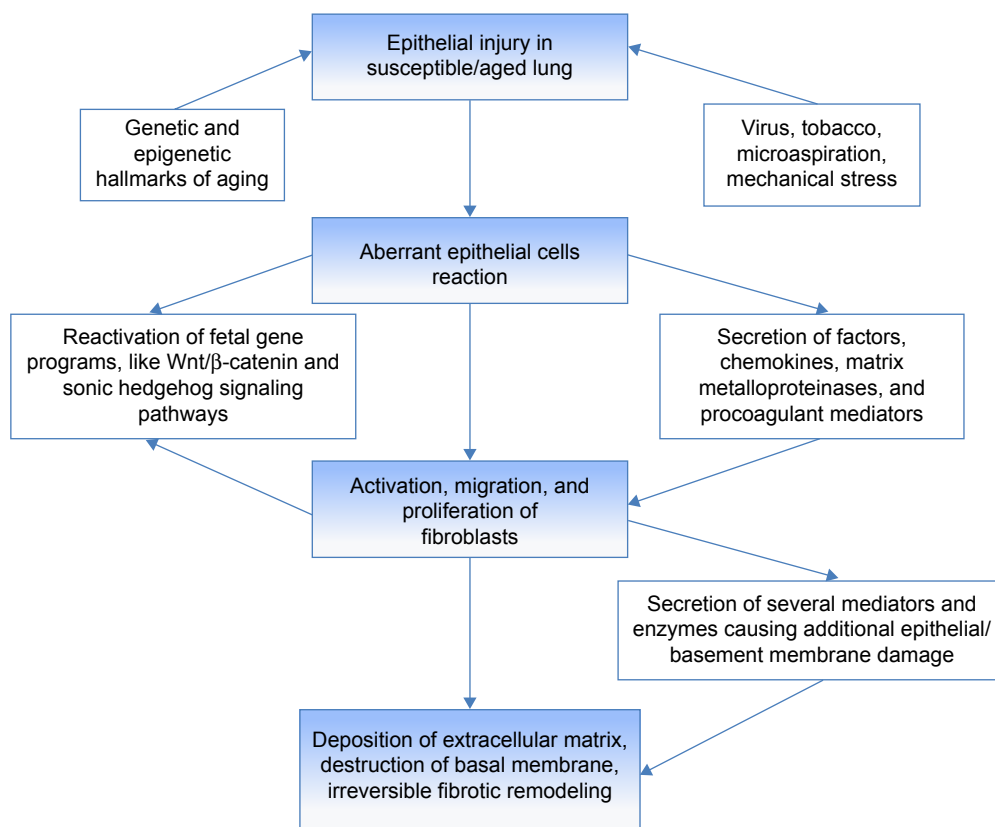 Epithelial injury in
susceptible/aged lung
Genetic and
epigenetic
hallmarks of aging
Virus, tobacco,
microaspiration,
mechanical stress
Aberrant epithelial cells
reaction
Reactivation of fetal gene
programs, like Wnt/β-catenin and
sonic hedgehog signaling
pathways
Secretion of factors,
chemokines, matrix
metalloproteinases, and
procoagulant mediators
Activation, migration, and
proliferation of
fibroblasts
Secretion of several mediators and
enzymes causing additional epithelial/
basement membrane damage
Deposition of extracellular matrix,
destruction of basal membrane,
irreversible fibrotic remodeling